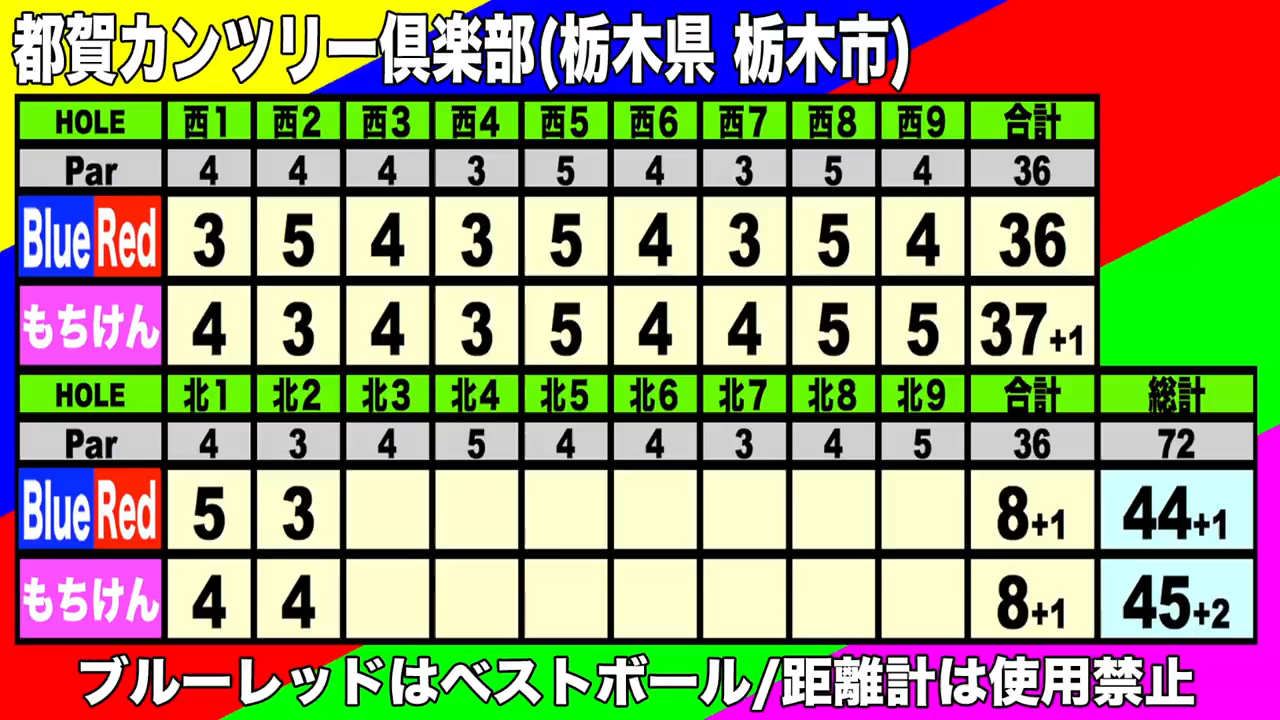 都賀カンツリー倶楽部(栃木県 栃木市)
HOLE 西1 西2 西3 西4 西5 西6 西7 西8 西9 合計
Par 4 4 4 3 5 4 3 5 4 36
Blue Red 3 5 4 3 5 4 3 5 4 36
もちけん 4 3 4 3 5 4 4 5 5 37+1
HOLE 北1 北2 北3 北4 北5 北6 北7 北8 北9 合計 総計
Par 4 3 4 5 4 4 3 4 5 36 72
Blue Red 5 3 8+1 44+1
もちけん 4 4 8+1 45+2
ブルーレッドはベストボール/距離計は使用禁止